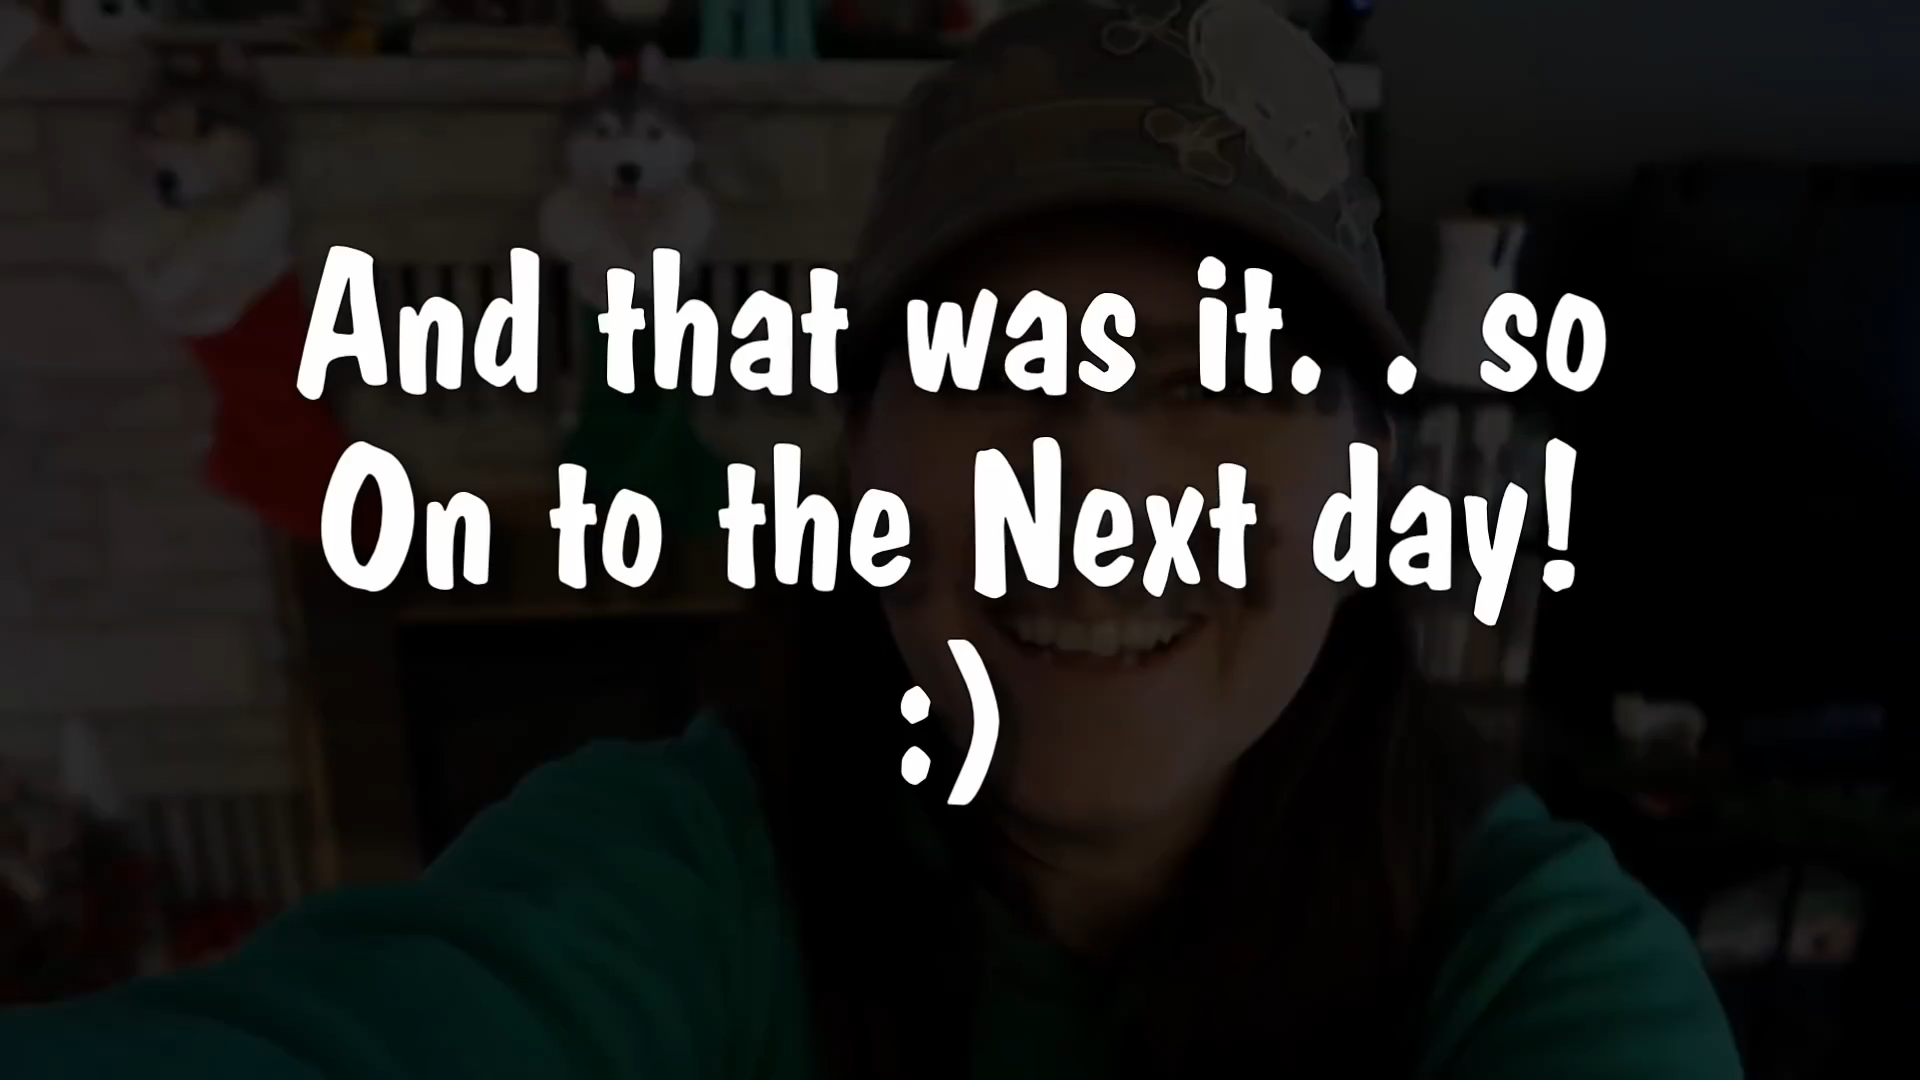 And that was it. . so
On to the Next day!
:)